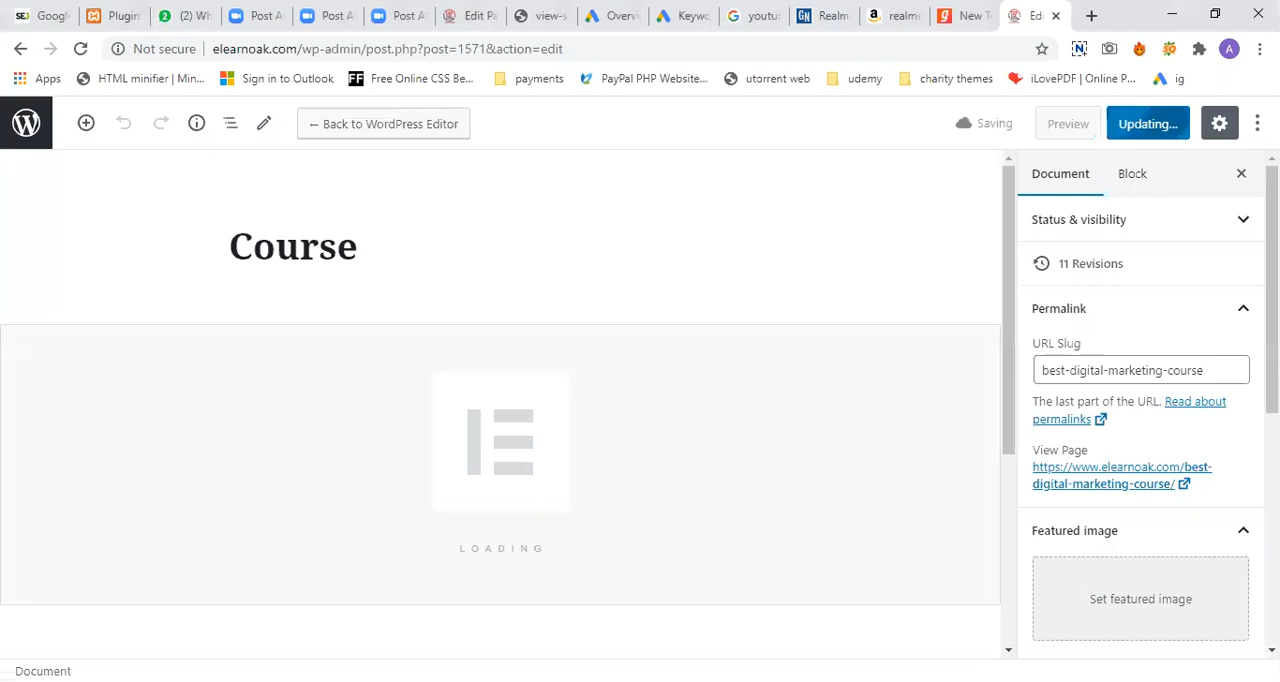 Googl
Plugin
(2) Wh
Post A
Post A
Post A
Edit Pa
view-s
Overvi
Keywo
youtu
Realm
realm
New T
Edi
Not secure
elearnoak.com/wp-admin/post.php?post=1571&action=edit
Apps
HTML minifier | Min...
Sign in to Outlook
FF Free Online CSS Be...
payments
PayPal PHP Website...
utorrent web
udemy
charity themes
iLovePDF | Online P...
ig
← Back to WordPress Editor
Saving
Preview
Updating...
Document
Block
Course
Status & visibility
11 Revisions
Permalink
URL Slug
best-digital-marketing-course
The last part of the URL. Read about
permalinks
View Page
https://www.elearnoak.com/best-
digital-marketing-course/
LOADING
Featured image
Set featured image
Document